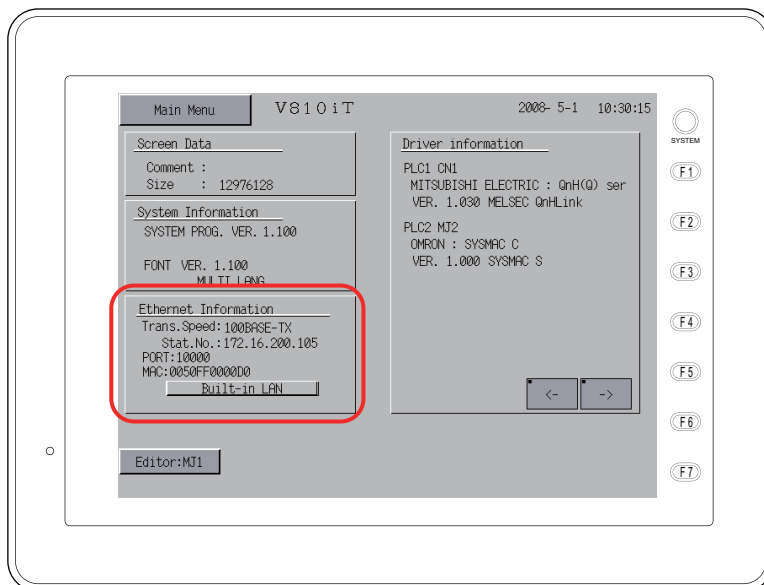 Main Menu
V810iT
2008- 5-1 10:30:15
SYSTEM
Screen Data
Comment :
Size : 12976128
System Information
SYSTEM PROG. VER. 1.100
FONT VER. 1.100
MULTI LANG
Ethernet Information
Trans.Speed:100BASE-TX
Stat.No.:172.16.200.105
PORT:10000
MAC:0050FF0000D0
Built-in LAN
Editor:MJ1
Driver information
PLC1 CN1
MITSUBISHI ELECTRIC : QnH(Q) ser
VER. 1.030 MELSEC QnHLink
PLC2 MJ2
OMRON : SYSMAC C
VER. 1.000 SYSMAC S
<- ->
F1
F2
F3
F4
F5
F6
F7